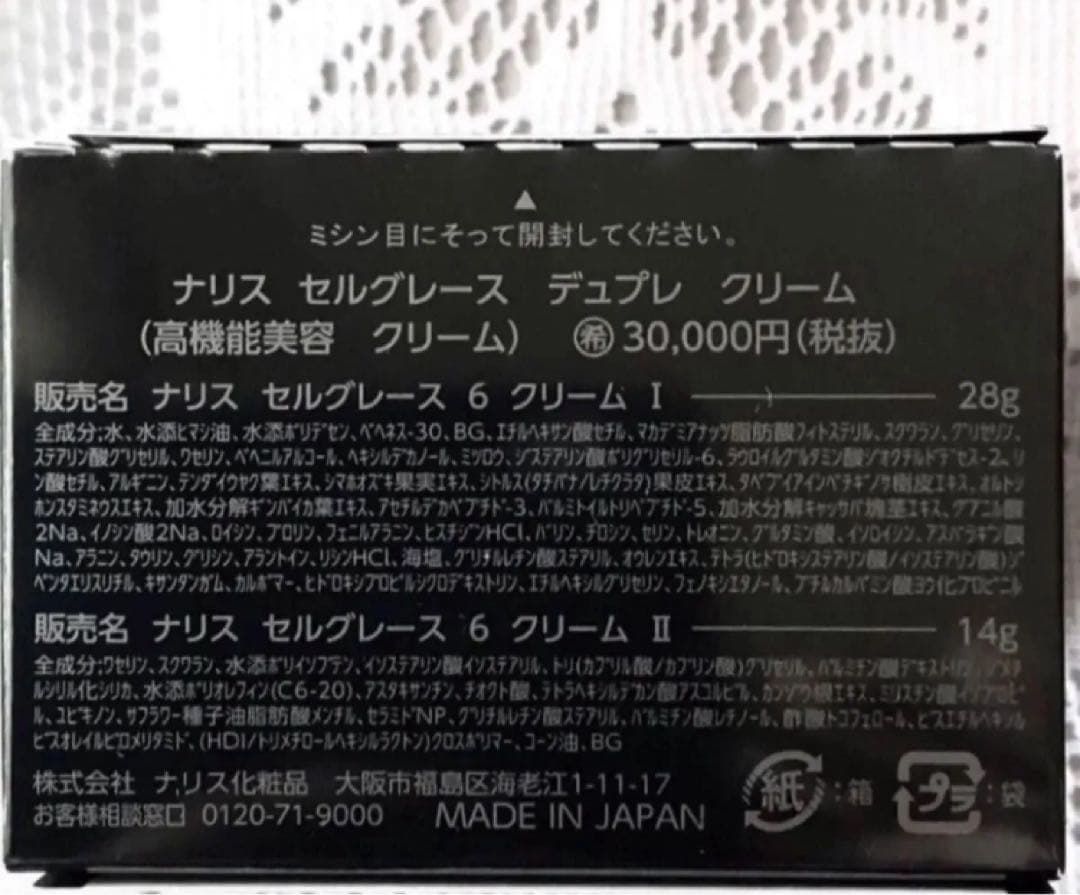 ▲
ミシン目にそって開封してください。
ナリス セルグレース デュプレ クリーム
(高機能美容 クリーム) ㊙希 30,000円(税抜)
販売名 ナリス セルグレース 6 クリーム Ⅰ 28g
全成分;水、水添ヒマシ油、水添ポリデセン、ベヘネス-30、BG、エチルヘキサン酸セチル、マカデミアナッツ脂肪酸フィトステリル、スクワラン、グリセリン、
ステアリン酸グリセリル、ワセリン、ベヘニルアルコール、ヘキシルデカノール、ミツロウ、ジステアリン酸ポリグリセリル-6、ラウロイルグルタミン酸ジオクチルドデセス-2、リ
ン酸セチル、アルギニン、テンダイウヤク葉エキス、シマホオズキ果実エキス、シトルス(タチバナ/レチクラタ)果皮エキス、タベブイアインペチギノサ樹皮エキス、オルトシ
ホンスタミネウスエキス、加水分解ギンバイカ葉エキス、アセチルデカペプチド-3、パルミトイルトリペプチド-5、加水分解キャッサバ塊茎エキス、グアニル酸
2Na、イノシン酸2Na、ロイシン、プロリン、フェニルアラニン、ヒスチジンHCl、バリン、チロシン、セリン、トレオニン、グルタミン酸、イソロイシン、アスパラギン酸
Na、アラニン、タウリン、グリシン、アラントイン、リシンHCl、海塩、グリチルレチン酸ステアリル、オウレンエキス、テトラ(ヒドロキシステアリン酸/イソステアリン酸)ジ
ペンタエリスリチル、キサンタンガム、カルボマー、ヒドロキシプロピルシクロデキストリン、エチルヘキシルグリセリン、フェノキシエタノール、ブチルカルバミン酸ヨウ化プロピニル
販売名 ナリス セルグレース 6 クリーム Ⅱ 14g
全成分;ワセリン、スクワラン、水添ポリイソブテン、イソステアリン酸イソステアリル、トリ(カプリル酸/カプリン酸)グリセリル、パルミチン酸デキストリン、ジメチ
ルシリル化シリカ、水添ポリオレフィン(C6-20)、アスタキサンチン、チオクト酸、テトラヘキシルデカン酸アスコルビル、カンゾウ根エキス、ミリスチン酸イソプロピ
ル、ユビキノン、サフラワー種子油脂肪酸メンチル、セラミドNP、グリチルレチン酸ステアリル、パルミチン酸レチノール、酢酸トコフェロール、ビスエチルヘキシル
ビスオレイルピロメリタミド、(HDI/トリメチロールヘキシルラクトン)クロスポリマー、コーン油、BG
株式会社 ナリス化粧品 大阪市福島区海老江1-11-17
お客様相談窓口 0120-71-9000 MADE IN JAPAN
紙:箱 プラ:袋